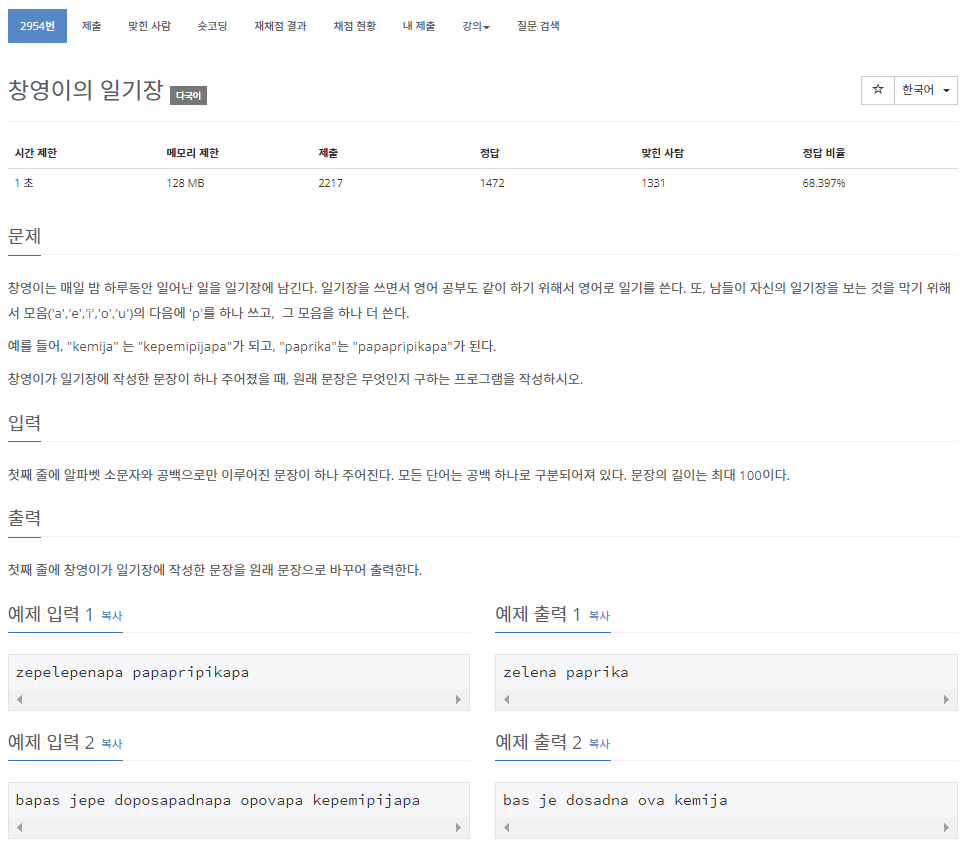 2954번 제출 맞힌 사람 숏코딩 재채점 결과 채점 현황 내 제출 강의 질문 검색
창영이의 일기장 다국어 ☆ 한국어
시간 제한 메모리 제한 제출 정답 맞힌 사람 정답 비율
1 초 128 MB 2217 1472 1331 68.397%
문제
창영이는 매일 밤 하루동안 일어난 일을 일기장에 남긴다. 일기장을 쓰면서 영어 공부도 같이 하기 위해서 영어로 일기를 쓴다. 또, 남들이 자신의 일기장을 보는 것을 막기 위해
서 모음('a','e','i','o','u')의 다음에 'p'를 하나 쓰고, 그 모음을 하나 더 쓴다.
예를 들어, "kemija" 는 "kepemipijapa"가 되고, "paprika"는 "papapripikapa"가 된다.
창영이가 일기장에 작성한 문장이 하나 주어졌을 때, 원래 문장은 무엇인지 구하는 프로그램을 작성하시오.
입력
첫째 줄에 알파벳 소문자와 공백으로만 이루어진 문장이 하나 주어진다. 모든 단어는 공백 하나로 구분되어져 있다. 문장의 길이는 최대 100이다.
출력
첫째 줄에 창영이가 일기장에 작성한 문장을 원래 문장으로 바꾸어 출력한다.
예제 입력 1 복사
zepelepenapa papapripikapa
예제 출력 1 복사
zelena paprika
예제 입력 2 복사
bapas jepe doposapadnapa opovapa kepemipijapa
예제 출력 2 복사
bas je dosadna ova kemija